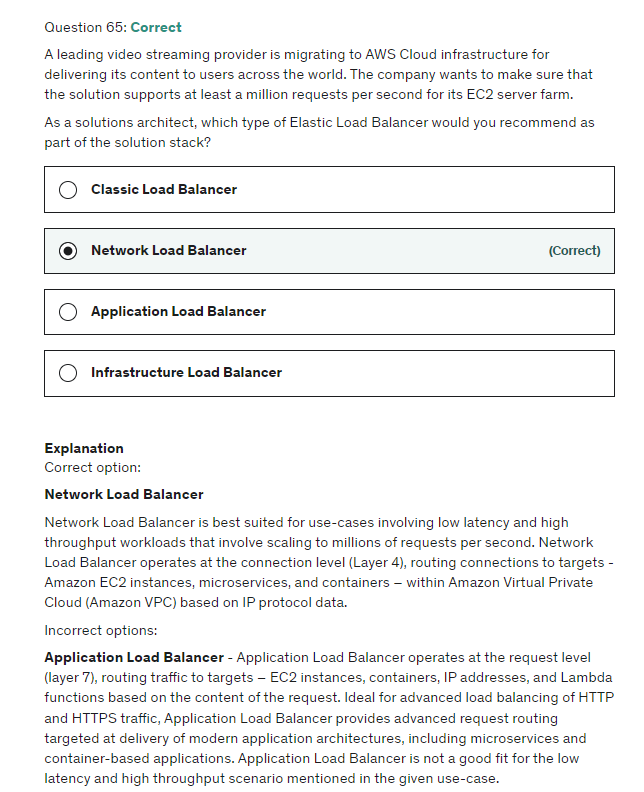 Question 65: Correct
A leading video streaming provider is migrating to AWS Cloud infrastructure for
delivering its content to users across the world. The company wants to make sure that
the solution supports at least a million requests per second for its EC2 server farm.
As a solutions architect, which type of Elastic Load Balancer would you recommend as
part of the solution stack?
Classic Load Balancer
Network Load Balancer (Correct)
Application Load Balancer
Infrastructure Load Balancer
Explanation
Correct option:
Network Load Balancer
Network Load Balancer is best suited for use-cases involving low latency and high
throughput workloads that involve scaling to millions of requests per second. Network
Load Balancer operates at the connection level (Layer 4), routing connections to targets -
Amazon EC2 instances, microservices, and containers – within Amazon Virtual Private
Cloud (Amazon VPC) based on IP protocol data.
Incorrect options:
Application Load Balancer - Application Load Balancer operates at the request level
(layer 7), routing traffic to targets – EC2 instances, containers, IP addresses, and Lambda
functions based on the content of the request. Ideal for advanced load balancing of HTTP
and HTTPS traffic, Application Load Balancer provides advanced request routing
targeted at delivery of modern application architectures, including microservices and
container-based applications. Application Load Balancer is not a good fit for the low
latency and high throughput scenario mentioned in the given use-case.